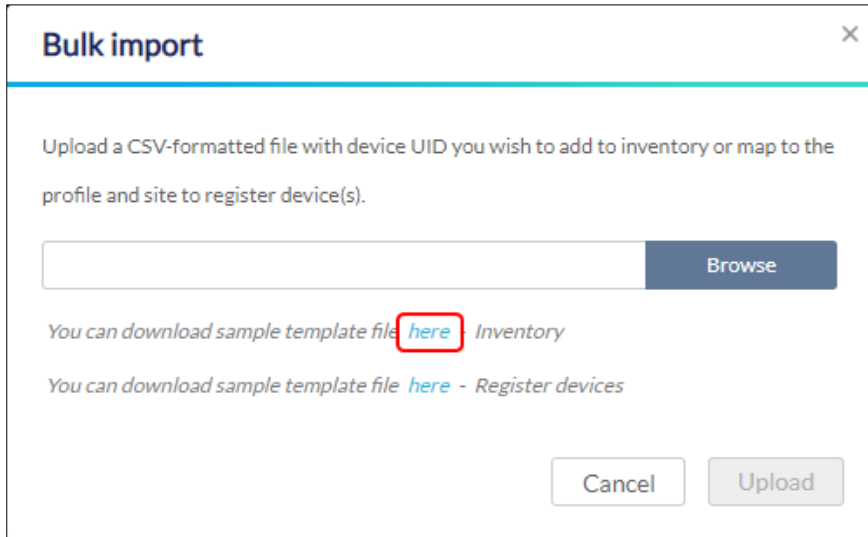 Bulk import
×
Upload a CSV-formatted file with device UID you wish to add to inventory or map to the
profile and site to register device(s).
Browse
You can download sample template file here - Inventory
You can download sample template file here - Register devices
Cancel Upload